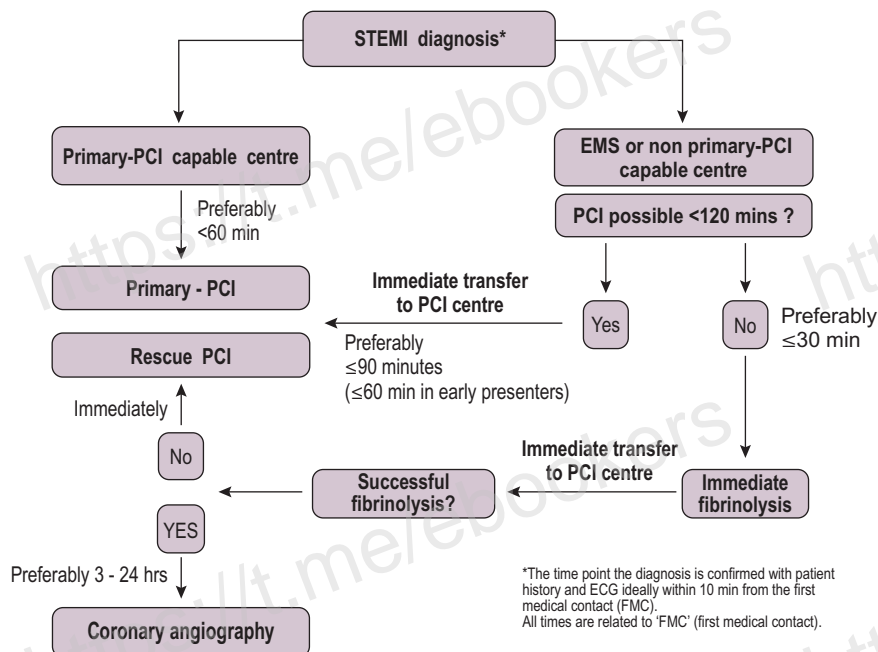 STEMI diagnosis*
Primary-PCI capable centre
EMS or non primary-PCI
capable centre
Preferably
<60 min
PCI possible <120 mins ?
Primary - PCI
Immediate transfer
to PCI centre
Yes
No
Preferably
≤30 min
Rescue PCI
Preferably
≤90 minutes
(≤60 min in early presenters)
Immediately
No
Successful
fibrinolysis?
Immediate transfer
to PCI centre
Immediate
fibrinolysis
YES
Preferably 3 - 24 hrs
Coronary angiography
*The time point the diagnosis is confirmed with patient
history and ECG ideally within 10 min from the first
medical contact (FMC).
All times are related to 'FMC' (first medical contact).
https://t.me/ebookers
https://t.me/ebookers
htt